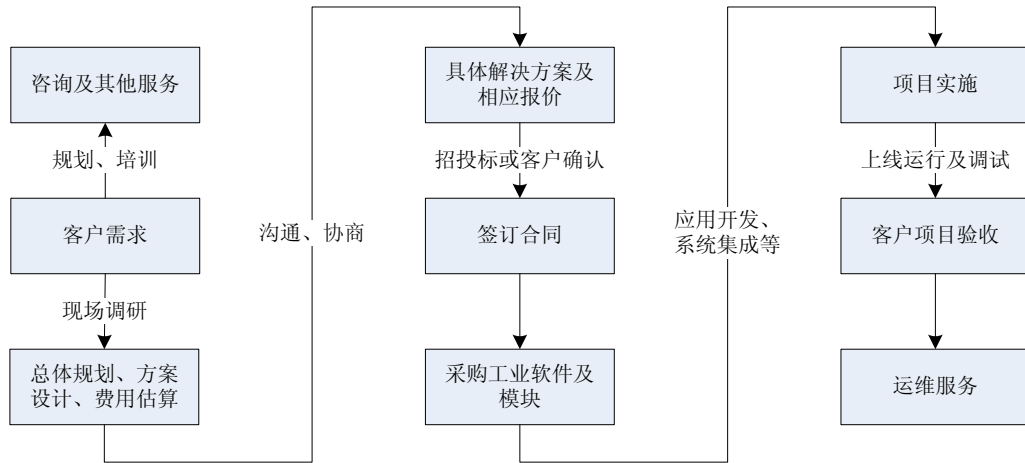 咨询及其他服务
规划、培训
客户需求
现场调研
总体规划、方案
设计、费用估算
沟通、协商
具体解决方案及
相应报价
招投标或客户确认
签订合同
采购工业软件及
模块
应用开发、
系统集成等
项目实施
上线运行及调试
客户项目验收
运维服务